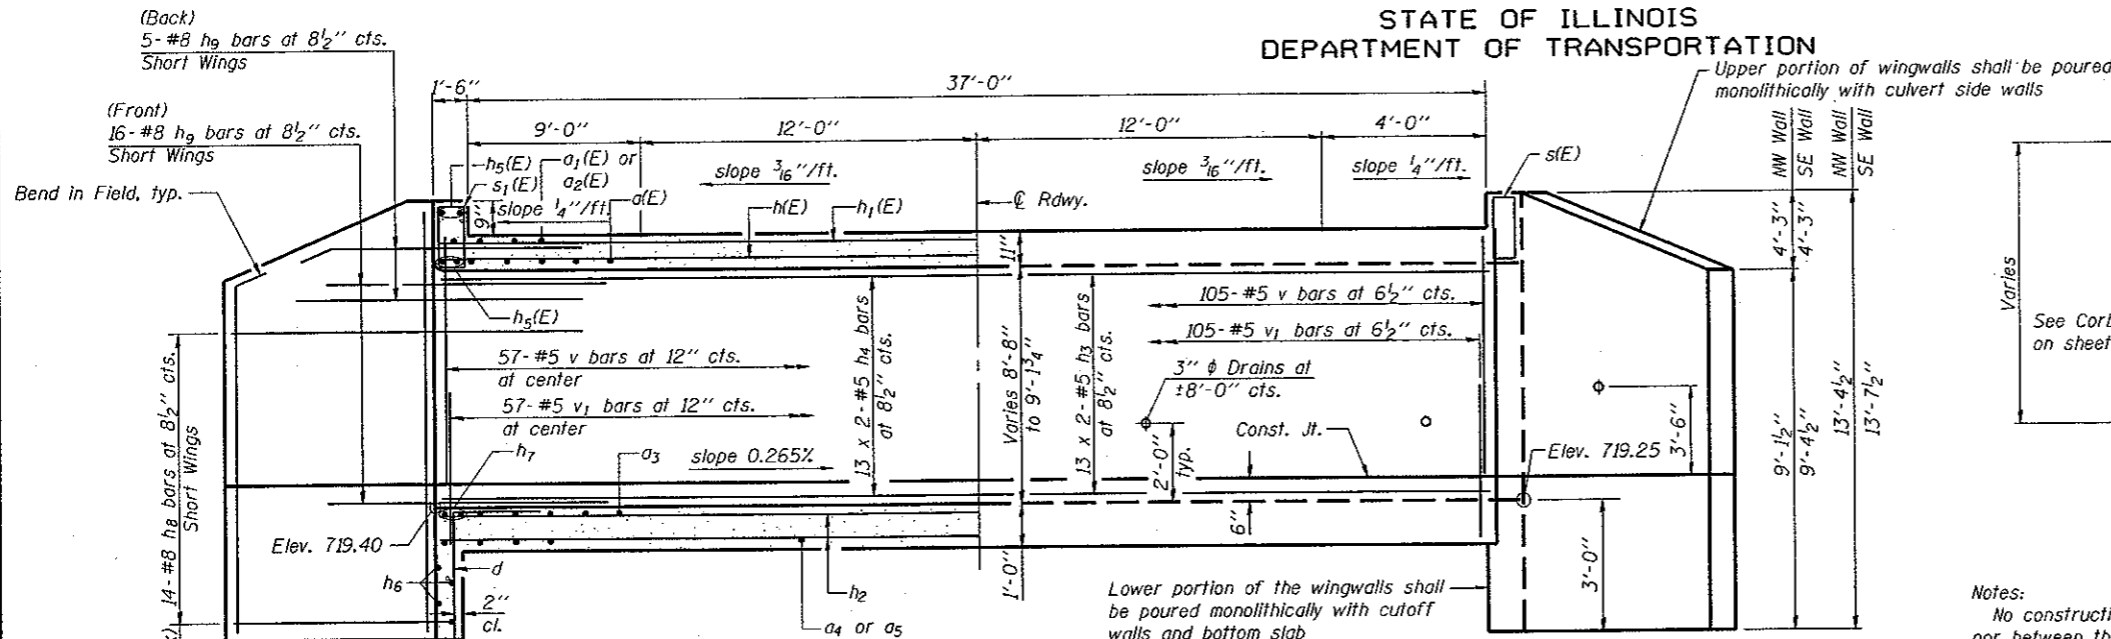 STATE OF ILLINOIS
DEPARTMENT OF TRANSPORTATION
(Back)
5-#8 h9 bars at 8½" cts.
Short Wings
(Front)
16-#8 h9 bars at 8½" cts.
Short Wings
Bend in Field, typ.
1'-6"
37'-0"
9'-0"
12'-0"
12'-0"
4'-0"
h5(E)
s1(E)
a1(E) or
a2(E)
slope 3/16"/ft.
slope 3/16"/ft.
slope ¼"/ft.
s(E)
9"
slope ¼"/ft.
a(E)
h(E)
h1(E)
℄ Rdwy.
Upper portion of wingwalls shall be poured
monolithically with culvert side walls
NW Wall
SE Wall
NW Wall
SE Wall
4'-3"
4'-3"
11"
h5(E)
57-#5 v bars at 12" cts.
at center
57-#5 v1 bars at 12" cts.
at center
13 x 2-#5 h4 bars
at 8½" cts.
Varies 8'-8"
to 9'-1¾"
13 x 2-#5 h3 bars
at 8½" cts.
105-#5 v bars at 6½" cts.
105-#5 v1 bars at 6½" cts.
3" ϕ Drains at
±8'-0" cts.
2'-0"
typ.
Const. Jt.
Elev. 719.25
3'-6"
9'-1½"
9'-4½"
13'-4½"
13'-7½"
Varies
See Corb
on sheet
14-#8 h8 bars at 8½" cts.
Short Wings
h7
a3
slope 0.265%
Elev. 719.40
6"
3'-0"
h6
d
2"
cl.
h2
a4 or a5
1'-0"
Lower portion of the wingwalls shall
be poured monolithically with cutoff
walls and bottom slab
Notes:
No constructi
nor between th